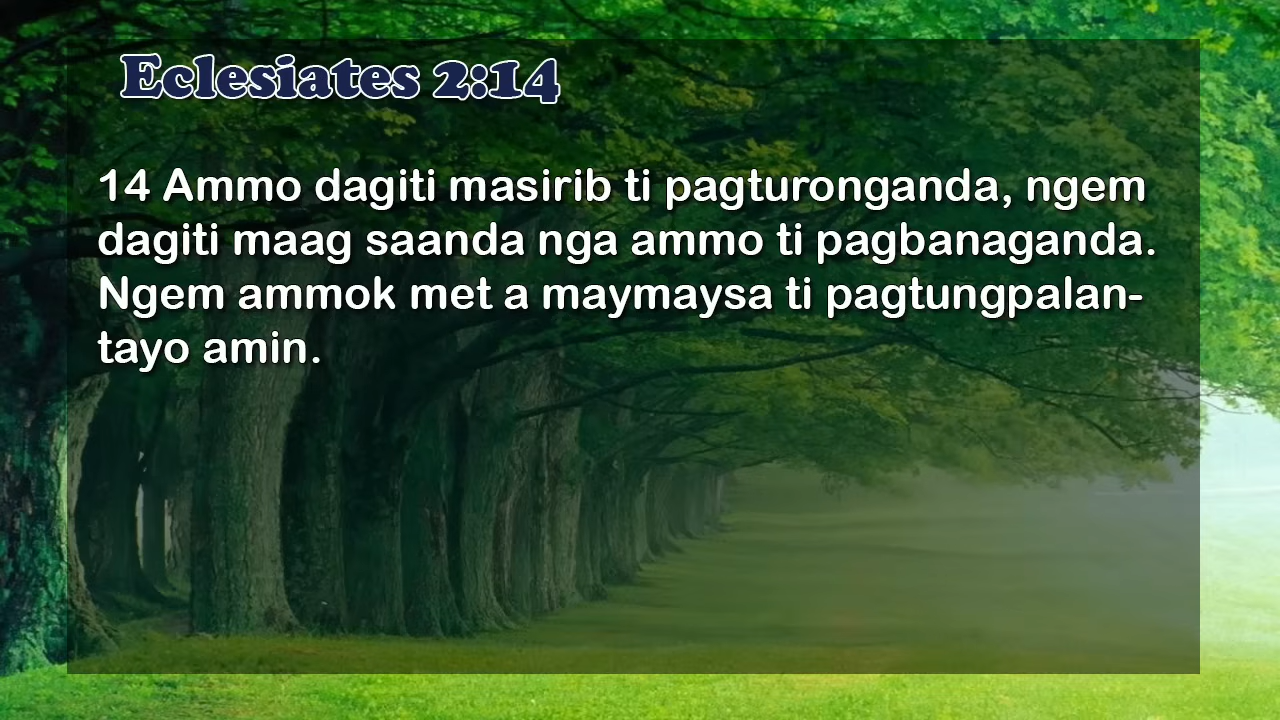 Eclesiates 2:14
14 Ammo dagiti masirib ti pagturonganda, ngem
dagiti maag saanda nga ammo ti pagbanaganda.
Ngem ammok met a maymaysa ti pagtungpalan-
tayo amin.